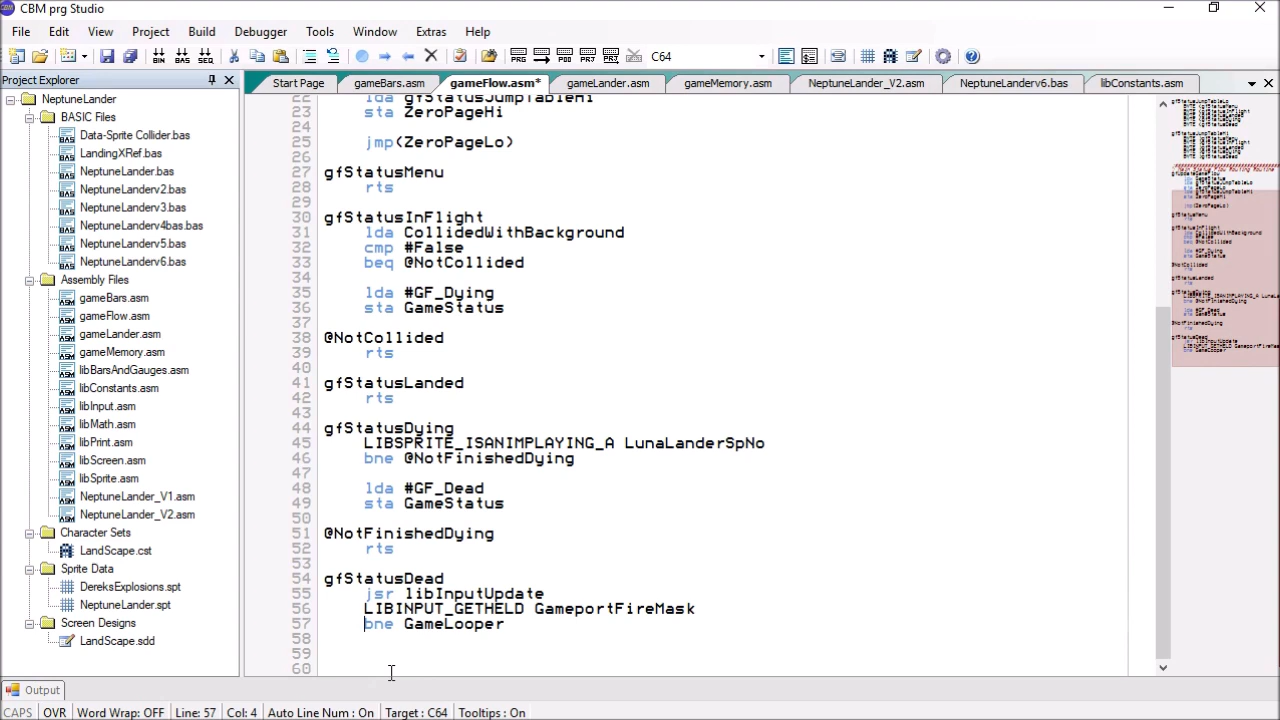 CBM prg Studio
File Edit View Project Build Debugger Tools Window Extras Help
C64
Project Explorer
Start Page gameBars.asm gameFlow.asm* gameLander.asm gameMemory.asm NeptuneLander_V2.asm NeptuneLanderv6.bas libConstants.asm
NeptuneLander
BASIC Files
Data-Sprite Collider.bas
LandingXRef.bas
NeptuneLander.bas
NeptuneLanderv2.bas
NeptuneLanderv3.bas
NeptuneLanderv4bas.bas
NeptuneLanderv5.bas
NeptuneLanderv6.bas
Assembly Files
gameBars.asm
gameFlow.asm
gameLander.asm
gameMemory.asm
libBarsAndGauges.asm
libConstants.asm
libInput.asm
libMath.asm
libPrint.asm
libScreen.asm
libSprite.asm
NeptuneLander_V1.asm
NeptuneLander_V2.asm
Character Sets
LandScape.cst
Sprite Data
DereksExplosions.spt
NeptuneLander.spt
Screen Designs
LandScape.sdd
22 lda gfStatusJumpTableHi
23 sta ZeroPageHi
24
25 jmp(ZeroPageLo)
26
27 gfStatusMenu
28 rts
29
30 gfStatusInFlight
31 lda CollidedWithBackground
32 cmp #False
33 beq @NotCollided
34
35 lda #GF_Dying
36 sta GameStatus
37
38 @NotCollided
39 rts
40
41 gfStatusLanded
42 rts
43
44 gfStatusDying
45 LIBSPRITE_ISANIMPLAYING_A LunaLanderSpNo
46 bne @NotFinishedDying
47
48 lda #GF_Dead
49 sta GameStatus
50
51 @NotFinishedDying
52 rts
53
54 gfStatusDead
55 jsr libInputUpdate
56 LIBINPUT_GETHELD GameportFireMask
57 bne GameLooper
58
59
60
Output
CAPS OVR Word Wrap: OFF Line: 57 Col: 4 Auto Line Num : On Target : C64 Tooltips : On